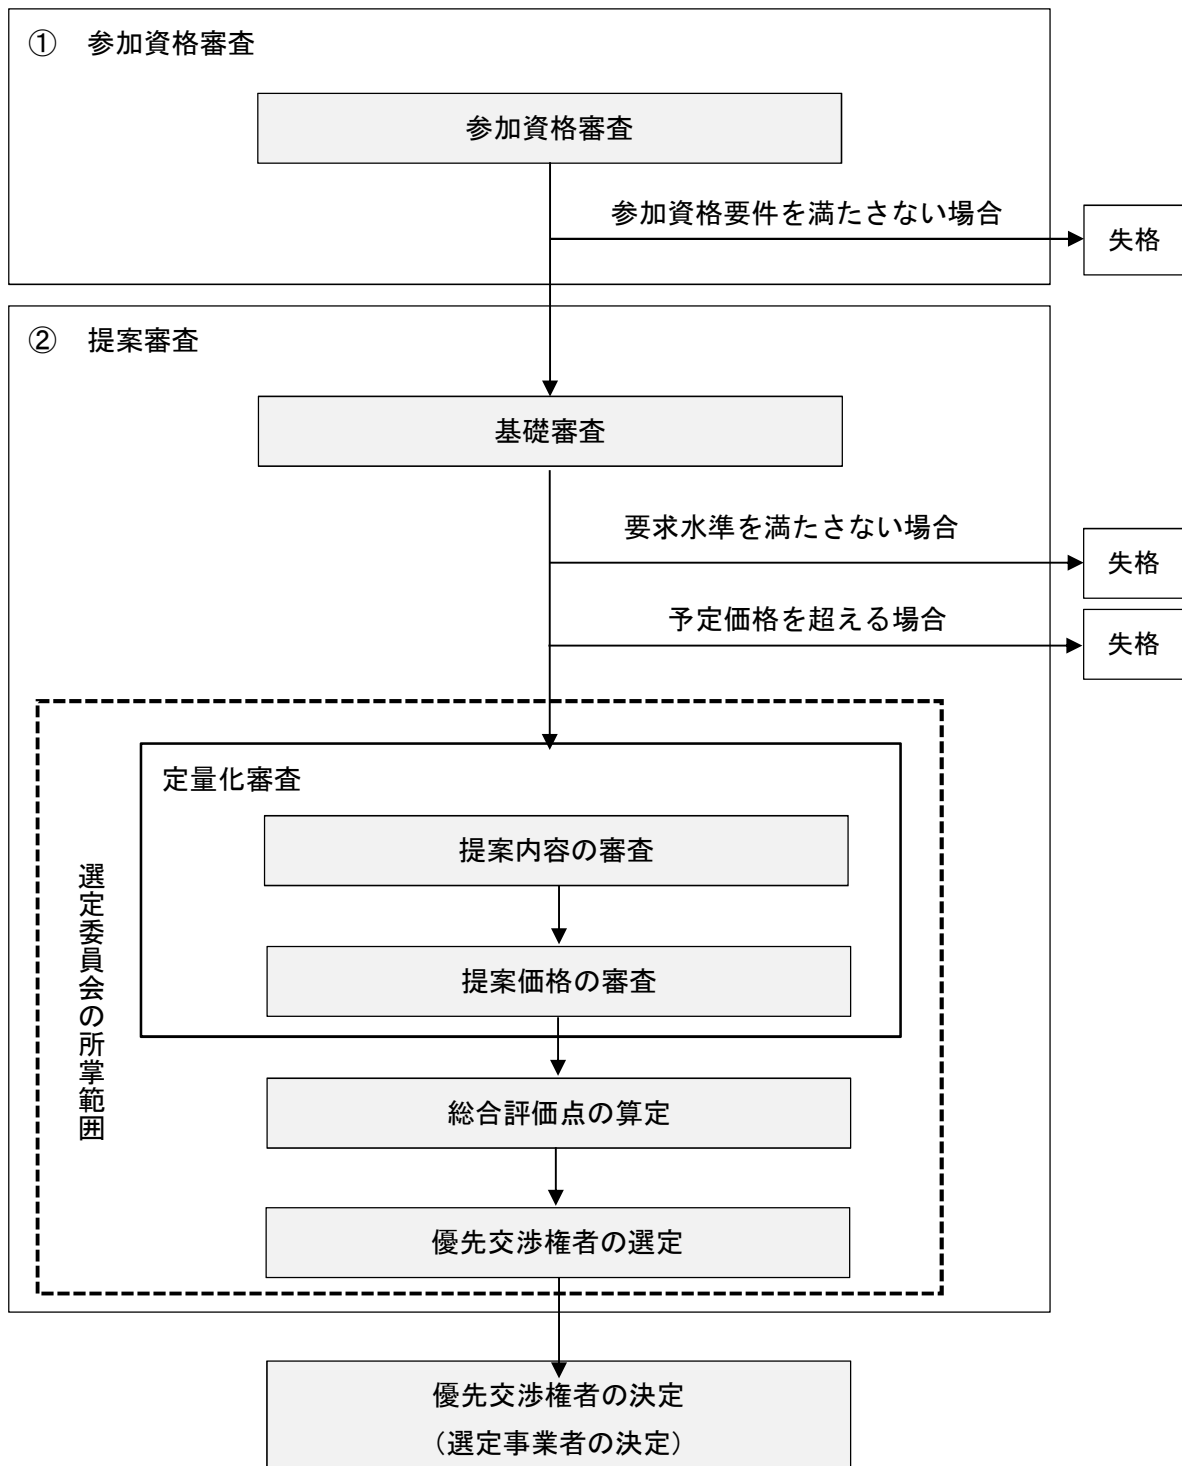 ① 参加資格審査
参加資格審査
参加資格要件を満たさない場合
失格
② 提案審査
基礎審査
要求水準を満たさない場合
失格
予定価格を超える場合
失格
選定委員会の所掌範囲
定量化審査
提案内容の審査
提案価格の審査
総合評価点の算定
優先交渉権者の選定
優先交渉権者の決定
（選定事業者の決定）